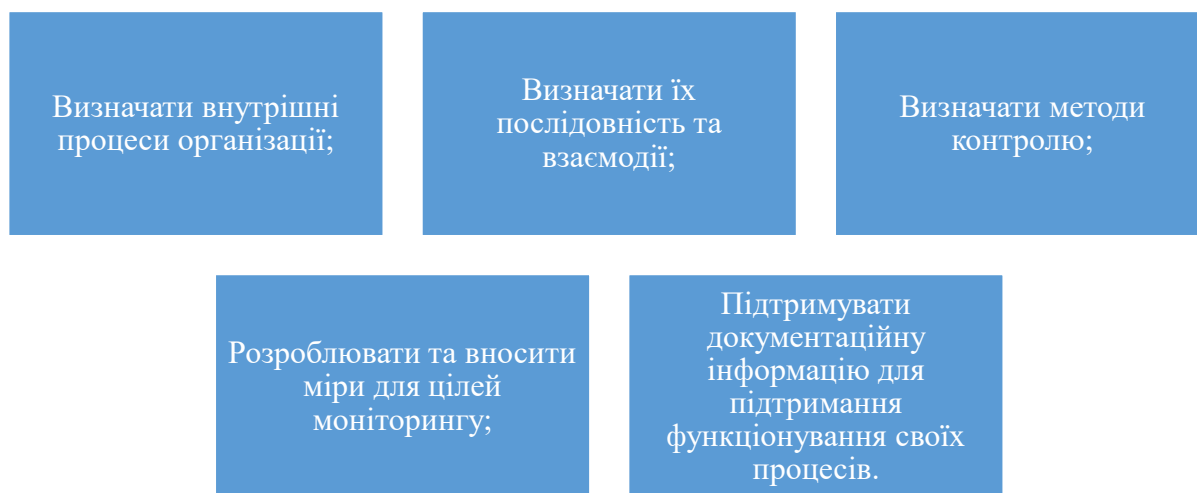 Визначати внутрішні
процеси організації;
Визначати їх
послідовність та
взаємодії;
Визначати методи
контролю;
Розроблювати та вносити
міри для цілей
моніторингу;
Підтримувати
документаційну
інформацію для
підтримання
функціонування своїх
процесів.